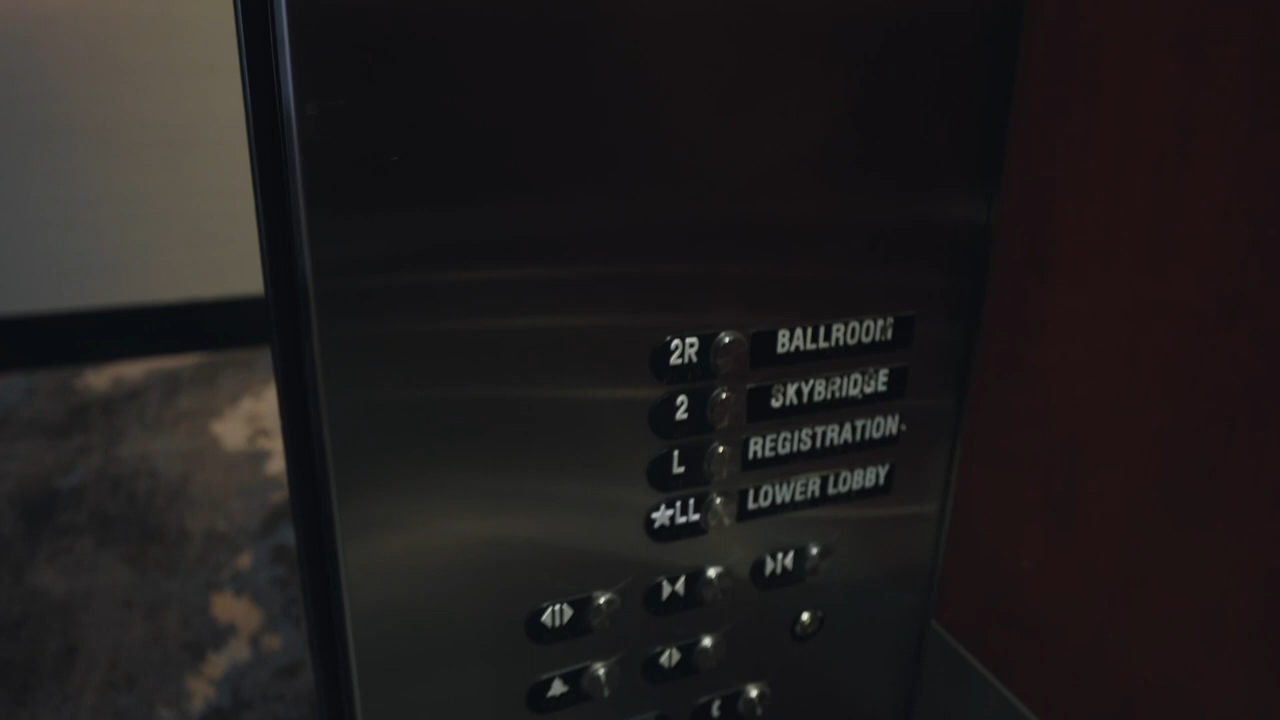 2R BALLROOM
2 SKYBRIDGE
L REGISTRATION
★LL LOWER LOBBY